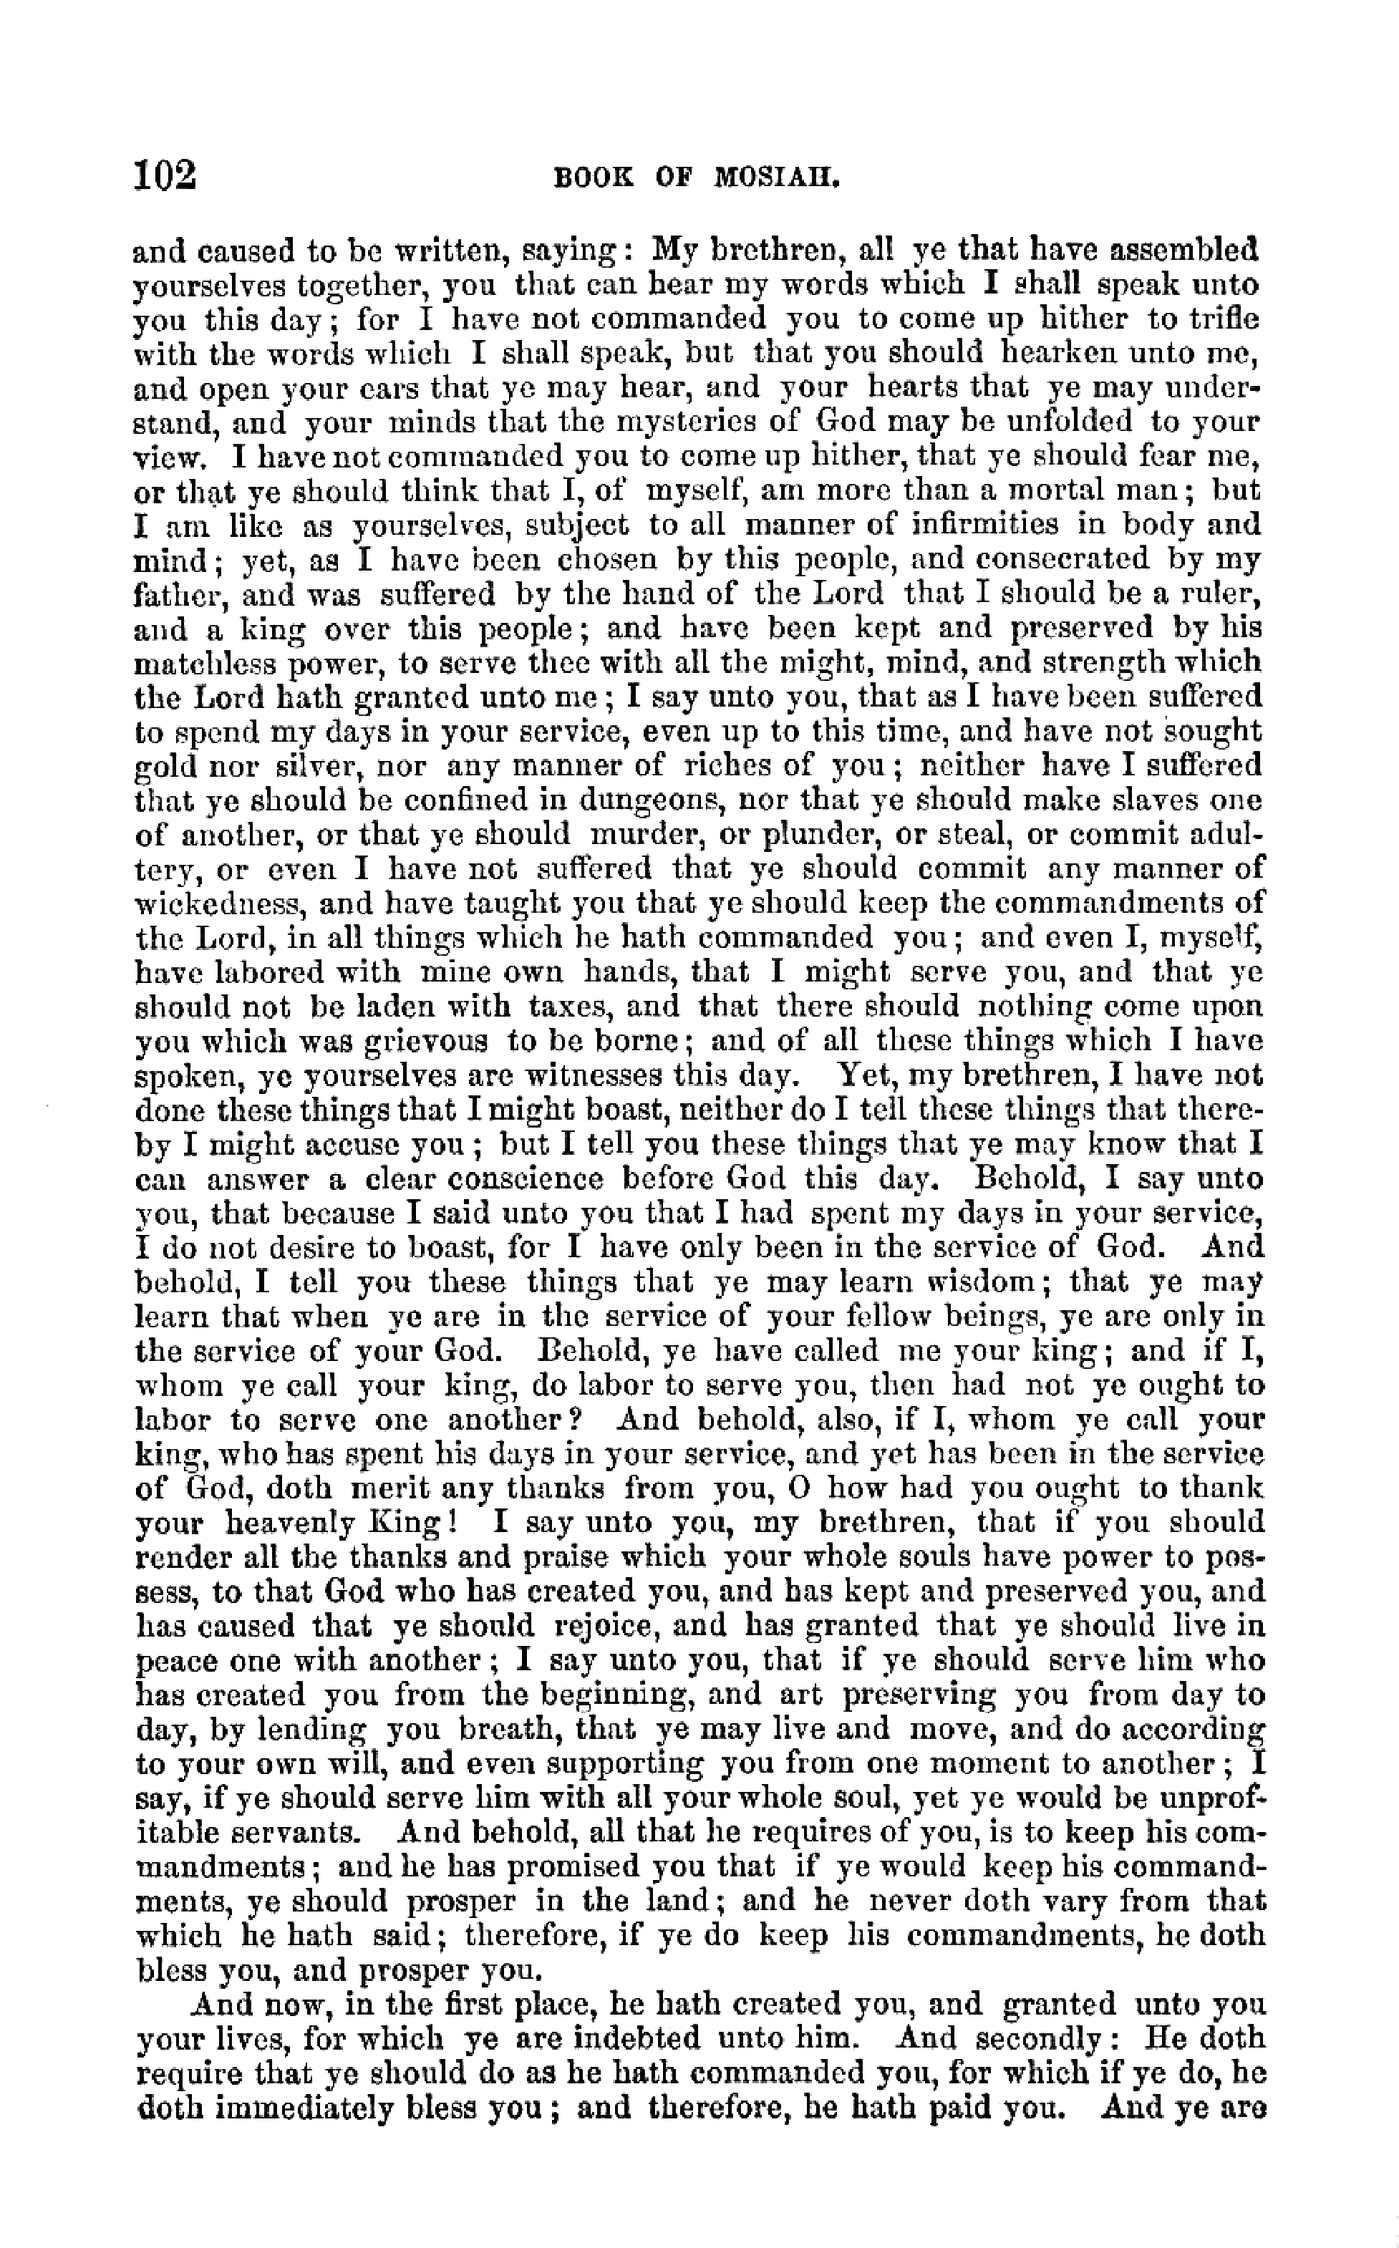 102 BOOK OF MOSIAH.
and caused to be written, saying: My brethren, all ye that have assembled
yourselves together, you that can hear my words which I shall speak unto
you this day; for I have not commanded you to come up hither to trifle
with the words which I shall speak, but that you should hearken unto me,
and open your ears that ye may hear, and your hearts that ye may under-
stand, and your minds that the mysteries of God may be unfolded to your
view. I have not commanded you to come up hither, that ye should fear me,
or that ye should think that I, of myself, am more than a mortal man; but
I am like as yourselves, subject to all manner of infirmities in body and
mind; yet, as I have been chosen by this people, and consecrated by my
father, and was suffered by the hand of the Lord that I should be a ruler,
and a king over this people; and have been kept and preserved by his
matchless power, to serve thee with all the might, mind, and strength which
the Lord hath granted unto me; I say unto you, that as I have been suffered
to spend my days in your service, even up to this time, and have not sought
gold nor silver, nor any manner of riches of you; neither have I suffered
that ye should be confined in dungeons, nor that ye should make slaves one
of another, or that ye should murder, or plunder, or steal, or commit adul-
tery, or even I have not suffered that ye should commit any manner of
wickedness, and have taught you that ye should keep the commandments of
the Lord, in all things which he hath commanded you; and even I, myself,
have labored with mine own hands, that I might serve you, and that ye
should not be laden with taxes, and that there should nothing come upon
you which was grievous to be borne; and of all these things which I have
spoken, ye yourselves are witnesses this day. Yet, my brethren, I have not
done these things that I might boast, neither do I tell these things that there-
by I might accuse you; but I tell you these things that ye may know that I
can answer a clear conscience before God this day. Behold, I say unto
you, that because I said unto you that I had spent my days in your service,
I do not desire to boast, for I have only been in the service of God. And
behold, I tell you these things that ye may learn wisdom; that ye may
learn that when ye are in the service of your fellow beings, ye are only in
the service of your God. Behold, ye have called me your king; and if I,
whom ye call your king, do labor to serve you, then had not ye ought to
labor to serve one another? And behold, also, if I, whom ye call your
king, who has spent his days in your service, and yet has been in the service
of God, doth merit any thanks from you, O how had you ought to thank
your heavenly King! I say unto you, my brethren, that if you should
render all the thanks and praise which your whole souls have power to pos-
sess, to that God who has created you, and has kept and preserved you, and
has caused that ye should rejoice, and has granted that ye should live in
peace one with another; I say unto you, that if ye should serve him who
has created you from the beginning, and art preserving you from day to
day, by lending you breath, that ye may live and move, and do according
to your own will, and even supporting you from one moment to another; I
say, if ye should serve him with all your whole soul, yet ye would be unprof-
itable servants. And behold, all that he requires of you, is to keep his com-
mandments; and he has promised you that if ye would keep his command-
ments, ye should prosper in the land; and he never doth vary from that
which he hath said; therefore, if ye do keep his commandments, he doth
bless you, and prosper you.
And now, in the first place, he hath created you, and granted unto you
your lives, for which ye are indebted unto him. And secondly: He doth
require that ye should do as he hath commanded you, for which if ye do, he
doth immediately bless you; and therefore, he hath paid you. And ye are